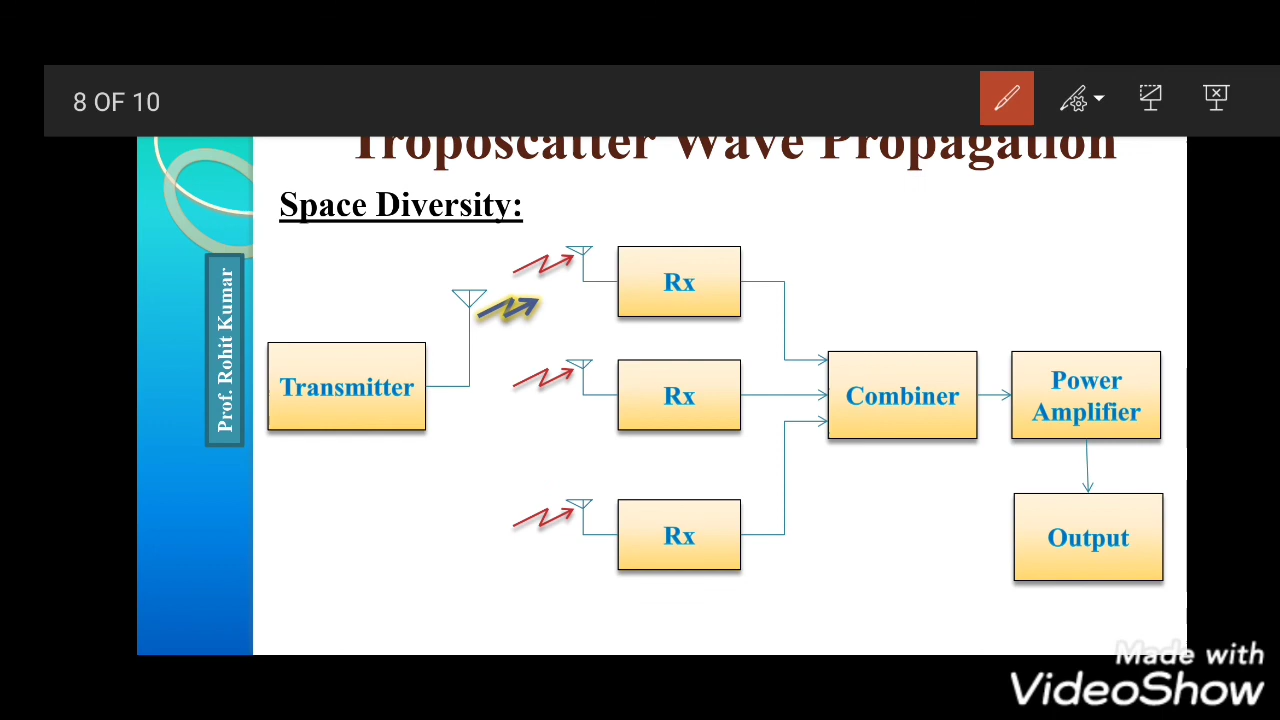 8 OF 10
Troposcatter Wave Propagation
Space Diversity:
Prof. Rohit Kumar
Transmitter
Rx
Rx
Rx
Combiner
Power
Amplifier
Output
Made with
VideoShow